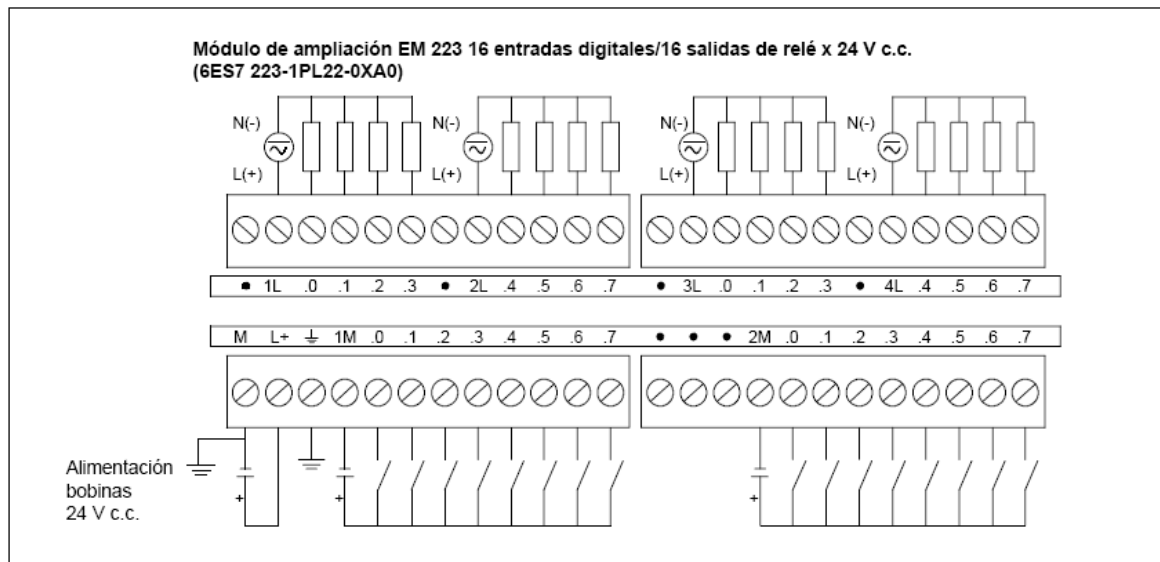 Módulo de ampliación EM 223 16 entradas digitales/16 salidas de relé x 24 V c.c.
(6ES7 223-1PL22-0XA0)
N(-) N(-) N(-) N(-)
L(+) L(+) L(+) L(+)
● 1L .0 .1 .2 .3 ● 2L .4 .5 .6 .7 ● 3L .0 .1 .2 .3 ● 4L .4 .5 .6 .7
M L+ ⏚ 1M .0 .1 .2 .3 .4 .5 .6 .7 ● ● ● 2M .0 .1 .2 .3 .4 .5 .6 .7
Alimentación
bobinas
24 V c.c.
+ + +